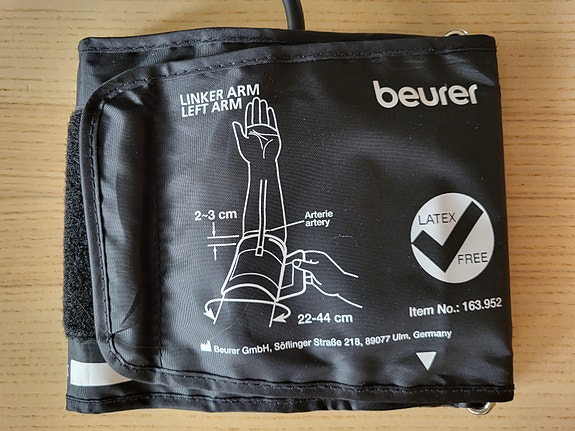 LINKER ARM
LEFT ARM
beurer
2~3 cm
Arterie
artery
LATEX
FREE
22-44 cm
Item No.: 163.952
Beurer GmbH, Söflinger Straße 218, 89077 Ulm, Germany